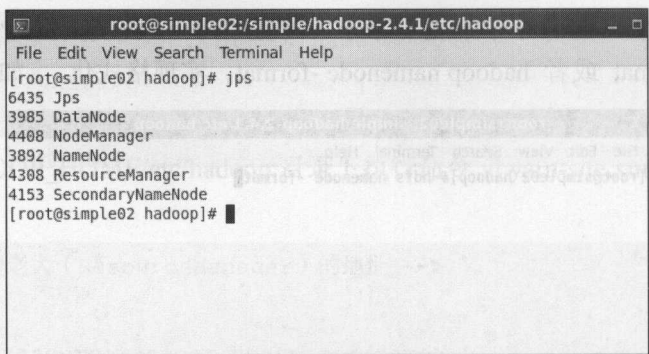 root@simple02:/simple/hadoop-2.4.1/etc/hadoop
File Edit View Search Terminal Help
[root@simple02 hadoop]# jps
6435 Jps
3985 DataNode
4408 NodeManager
3892 NameNode
4308 ResourceManager
4153 SecondaryNameNode
[root@simple02 hadoop]#